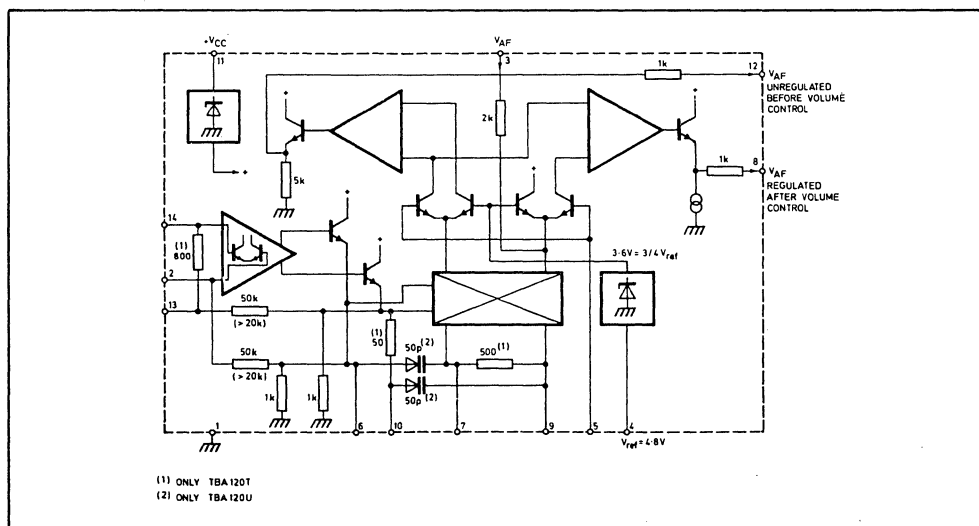 +VCC
11
VAF
3
1k
12
VAF
UNREGULATED
BEFORE VOLUME
CONTROL
+
+
2k
+
5k
1k
8
VAF
REGULATED
AFTER VOLUME
CONTROL
+
+
14
(1)
800
+
3·6V = 3/4 Vref
2
13
50k
(>20k)
(1)
50
50p (2)
500 (1)
50k
(>20k)
50p (2)
1k
1k
1
6
10
7
9
5
4
Vref = 4·8V
(1) ONLY TBA120T
(2) ONLY TBA120U